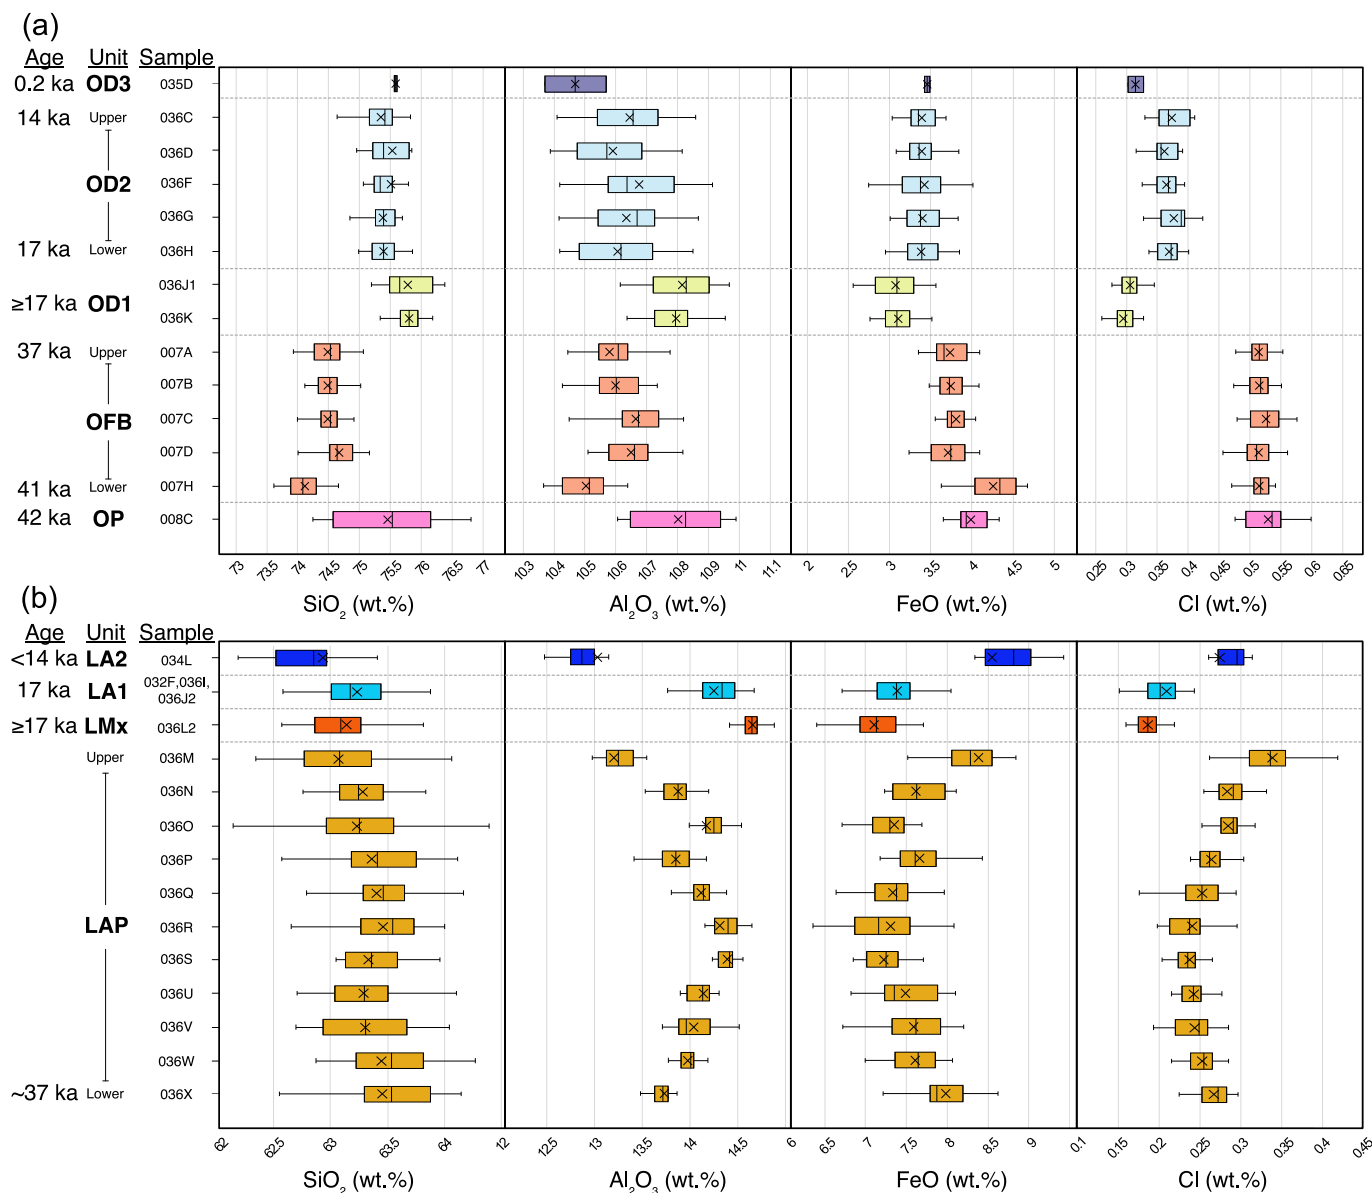 (a)
Age Unit Sample
0.2 ka OD3 035D
14 ka Upper 036C
036D
OD2 036F
036G
17 ka Lower 036H
036J1
≥17 ka OD1
036K
37 ka Upper 007A
007B
OFB 007C
007D
41 ka Lower 007H
42 ka OP 008C
73 73.5 74 74.5 75 75.5 76 76.5 77 10.3 10.4 10.5 10.6 10.7 10.8 10.9 11 11.1 2 2.5 3 3.5 4 4.5 5 0.25 0.3 0.35 0.4 0.45 0.5 0.55 0.6 0.65
SiO2 (wt.%) Al2O3 (wt.%) FeO (wt.%) Cl (wt.%)
(b)
Age Unit Sample
<14 ka LA2 034L
17 ka LA1 032F,036I,
036J2
≥17 ka LMx 036L2
Upper 036M
036N
036O
036P
036Q
LAP 036R
036S
036U
036V
036W
~37 ka Lower 036X
62 62.5 63 63.5 64 12 12.5 13 13.5 14 14.5 6 6.5 7 7.5 8 8.5 9 0.1 0.15 0.2 0.25 0.3 0.35 0.4 0.45
SiO2 (wt.%) Al2O3 (wt.%) FeO (wt.%) Cl (wt.%)